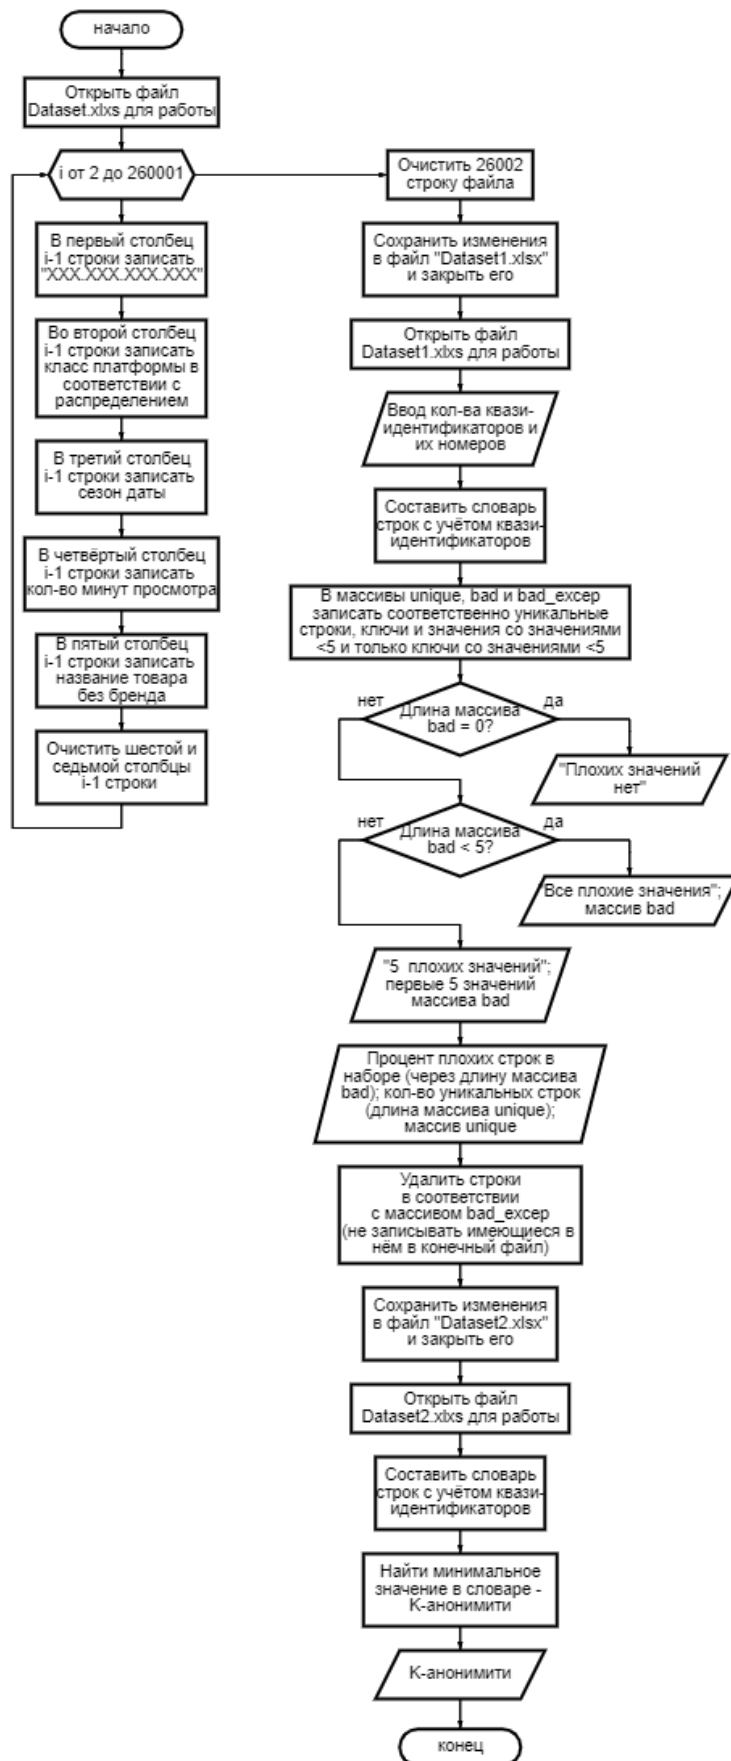 начало
Открыть файл
Dataset.xlxs для работы
i от 2 до 260001
В первый столбец
i-1 строки записать
"XXX.XXX.XXX.XXX"
Во второй столбец
i-1 строки записать
класс платформы в
соответствии с
распределением
В третий столбец
i-1 строки записать
сезон даты
В четвёртый столбец
i-1 строки записать
кол-во минут просмотра
В пятый столбец
i-1 строки записать
название товара
без бренда
Очистить шестой и
седьмой столбцы
i-1 строки
Очистить 26002
строку файла
Сохранить изменения
в файл "Dataset1.xlsx"
и закрыть его
Открыть файл
Dataset1.xlxs для работы
Ввод кол-ва квази-
идентификаторов и
их номеров
Составить словарь
строк с учётом квази-
идентификаторов
В массивы unique, bad и bad_excep
записать соответственно уникальные
строки, ключи и значения со значениями
<5 и только ключи со значениями <5
нет
Длина массива
bad = 0?
да
"Плохих значений
нет"
нет
Длина массива
bad < 5?
да
"Все плохие значения";
массив bad
"5 плохих значений";
первые 5 значений
массива bad
Процент плохих строк в
наборе (через длину массива
bad); кол-во уникальных строк
(длина массива unique);
массив unique
Удалить строки
в соответствии
с массивом bad_excep
(не записывать имеющиеся в
нём в конечный файл)
Сохранить изменения
в файл "Dataset2.xlsx"
и закрыть его
Открыть файл
Dataset2.xlxs для работы
Составить словарь
строк с учётом квази-
идентификаторов
Найти минимальное
значение в словаре -
К-анонимити
К-анонимити
конец